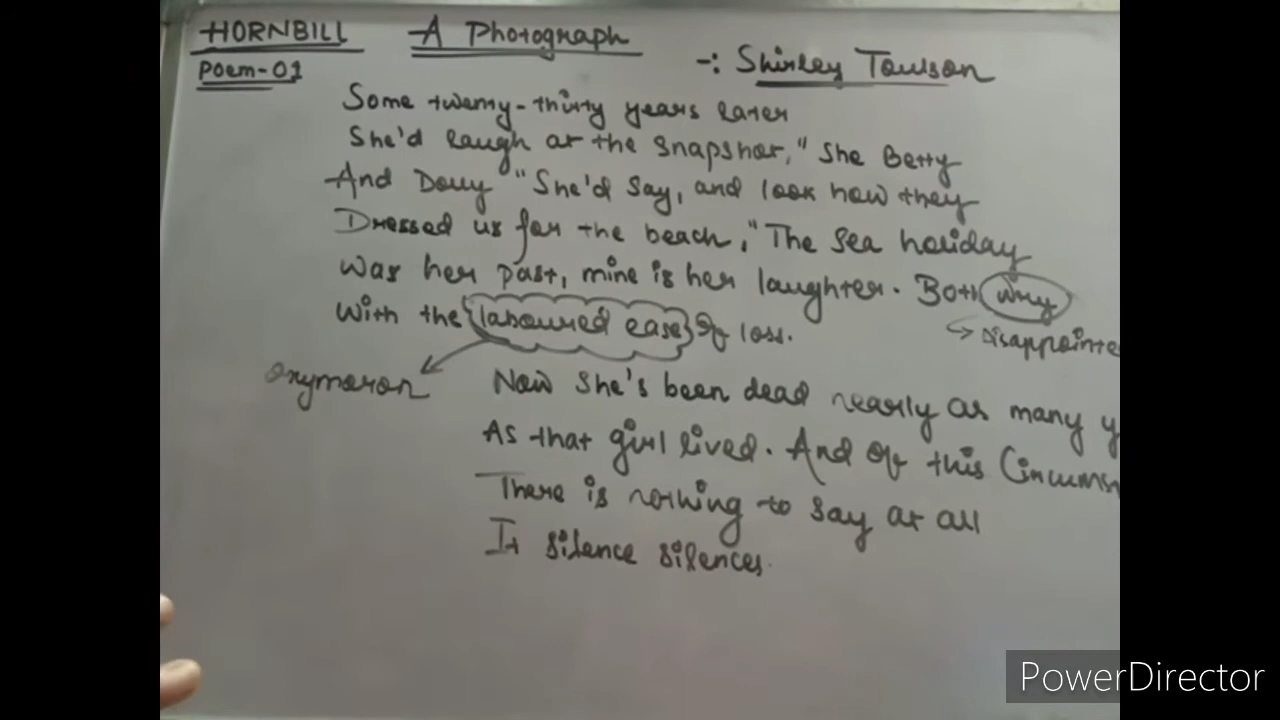 HORNBILL A Photograph
Poem-01 -: Shirley Toulson
Some twenty-thirty years later
She'd laugh at the snapshot," She Betty
And Dolly "She'd say, and look how they
Dressed us for the beach," The sea holiday
was her past, mine is her laughter. Both wry
With the laboured ease of loss.
↳ Disappointe
oxymoron
Now She's been dead nearly as many y
As that girl lived. And of this Circums
There is nothing to say at all
It silence silences.
PowerDirector